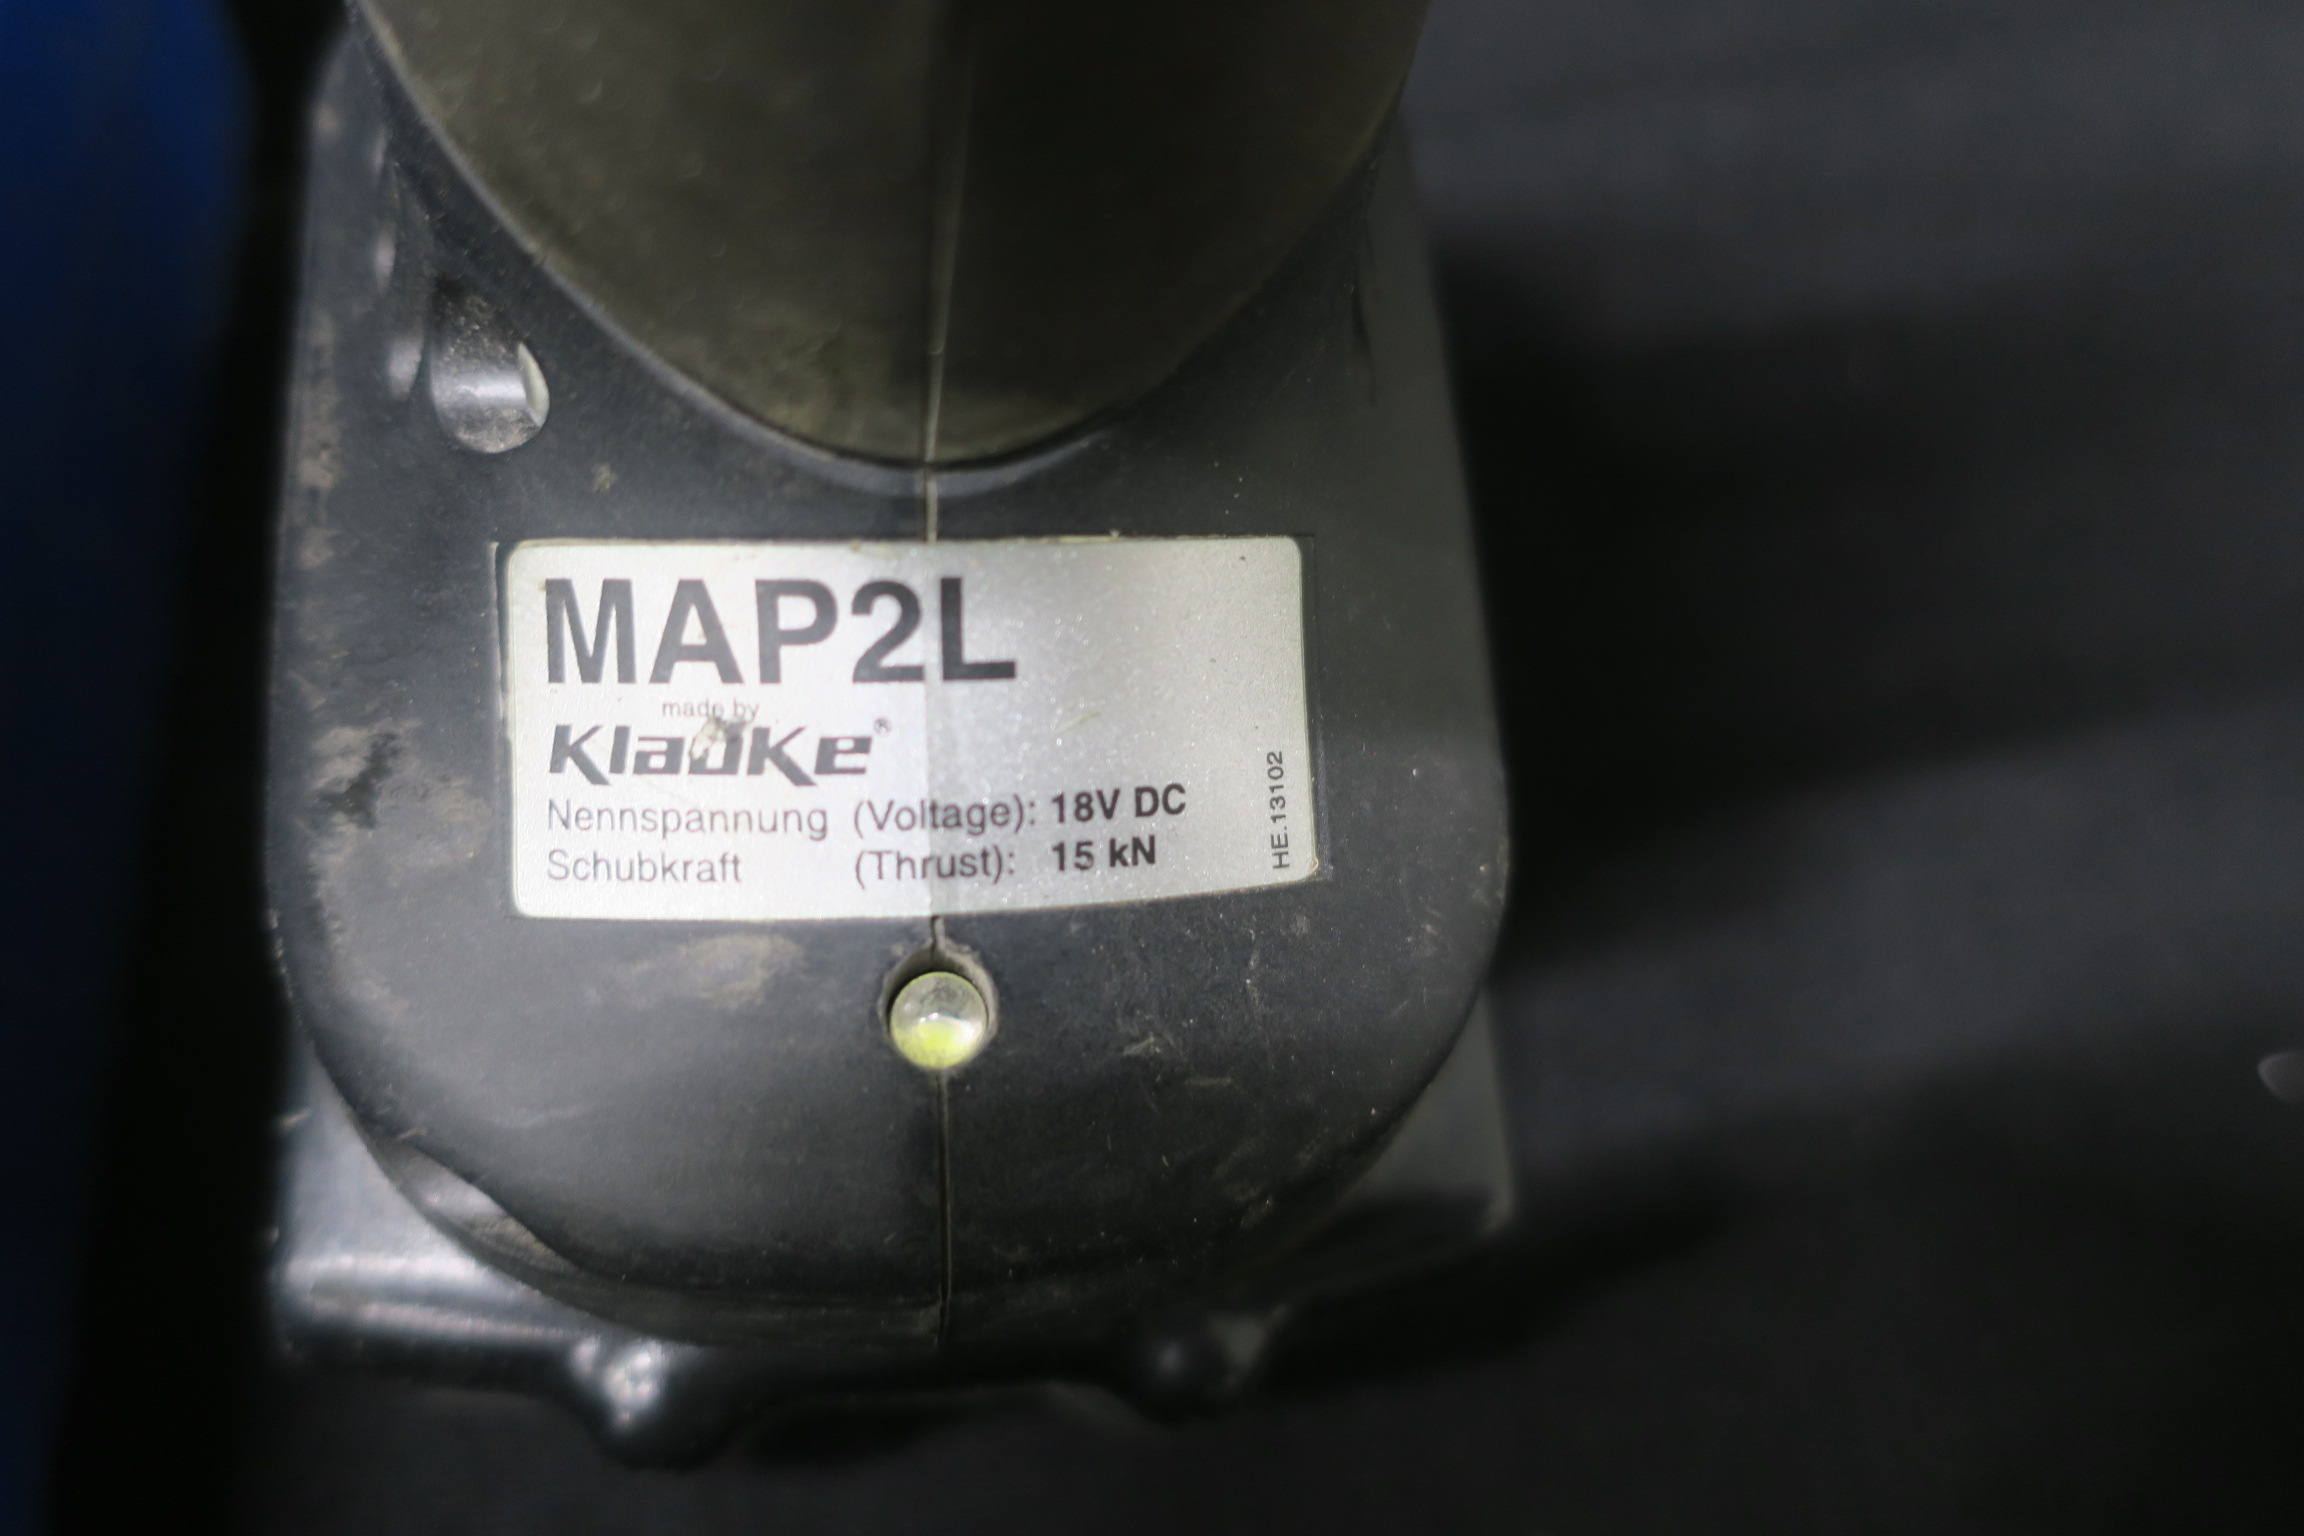 MAP2L
made by
Klauke®
Nennspannung (Voltage): 18V DC
Schubkraft (Thrust): 15 kN
HE.13102